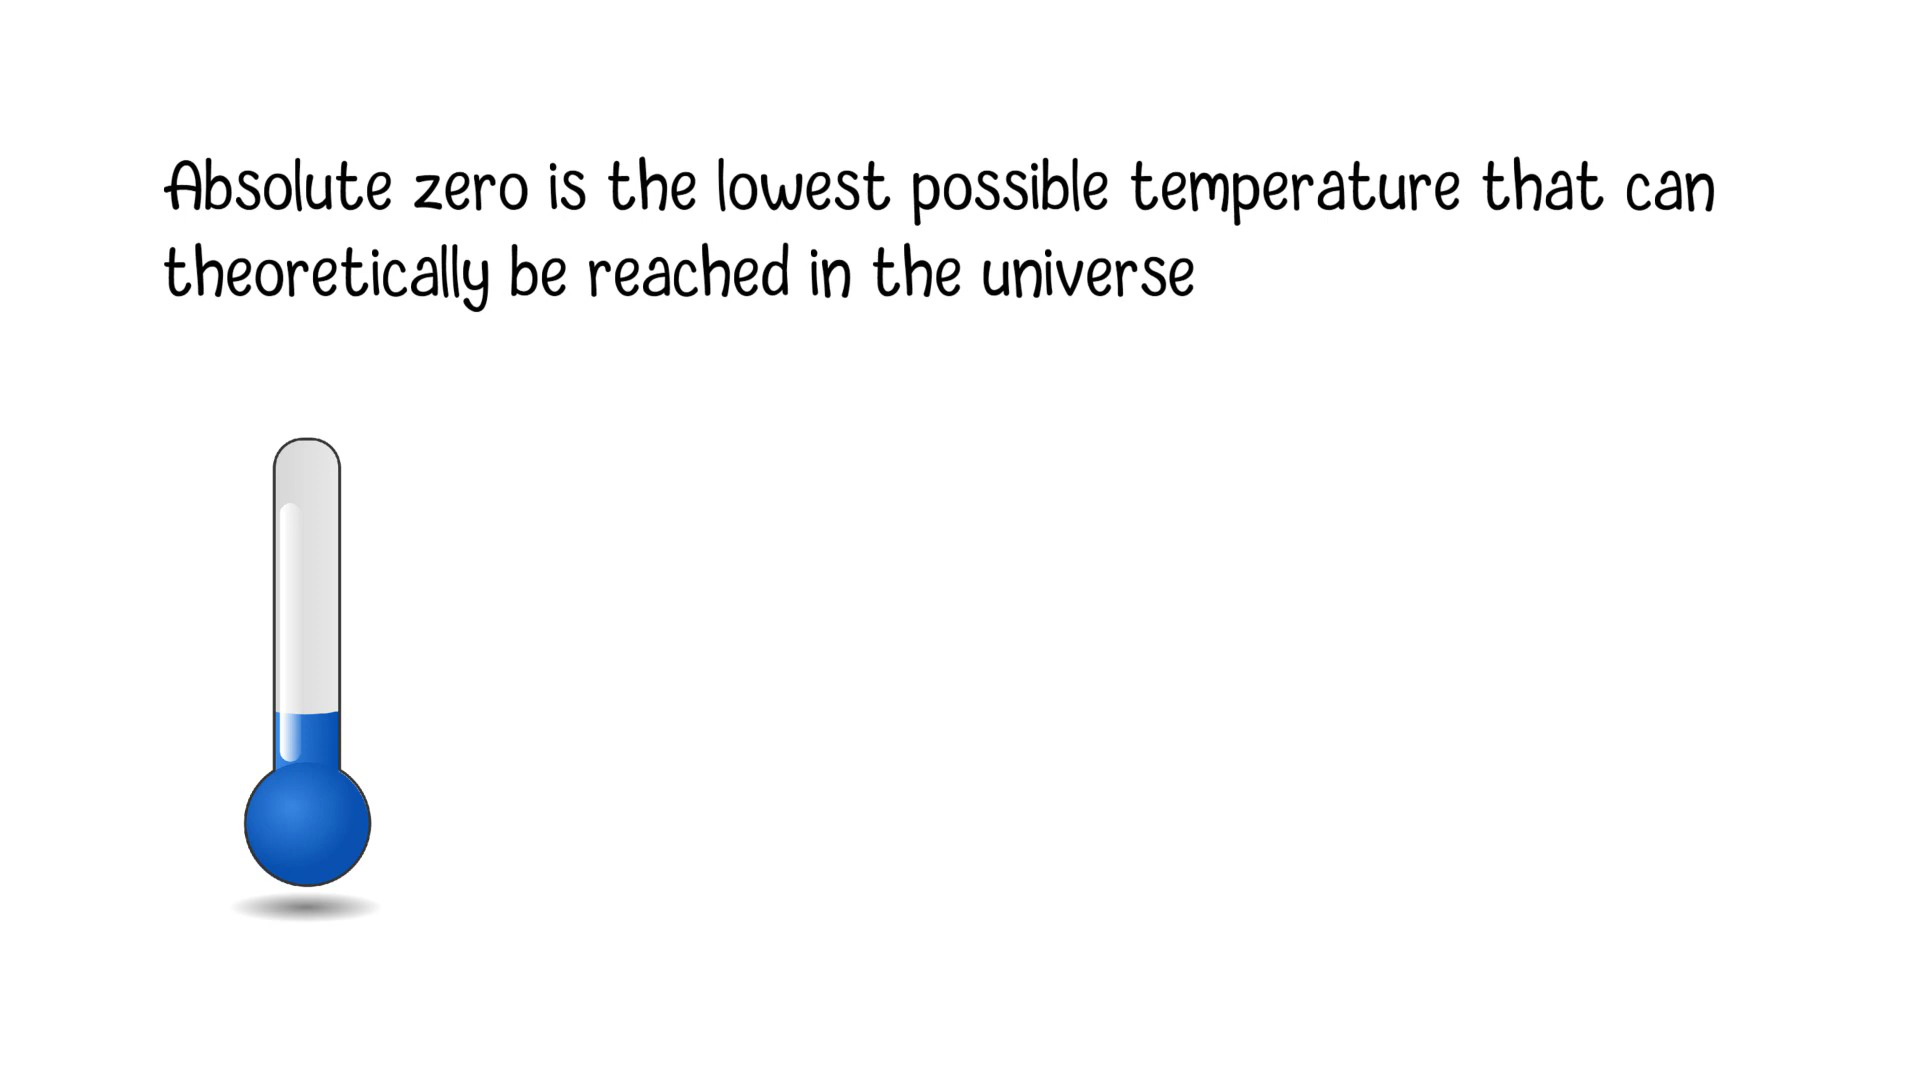 Absolute zero is the lowest possible temperature that can
theoretically be reached in the universe